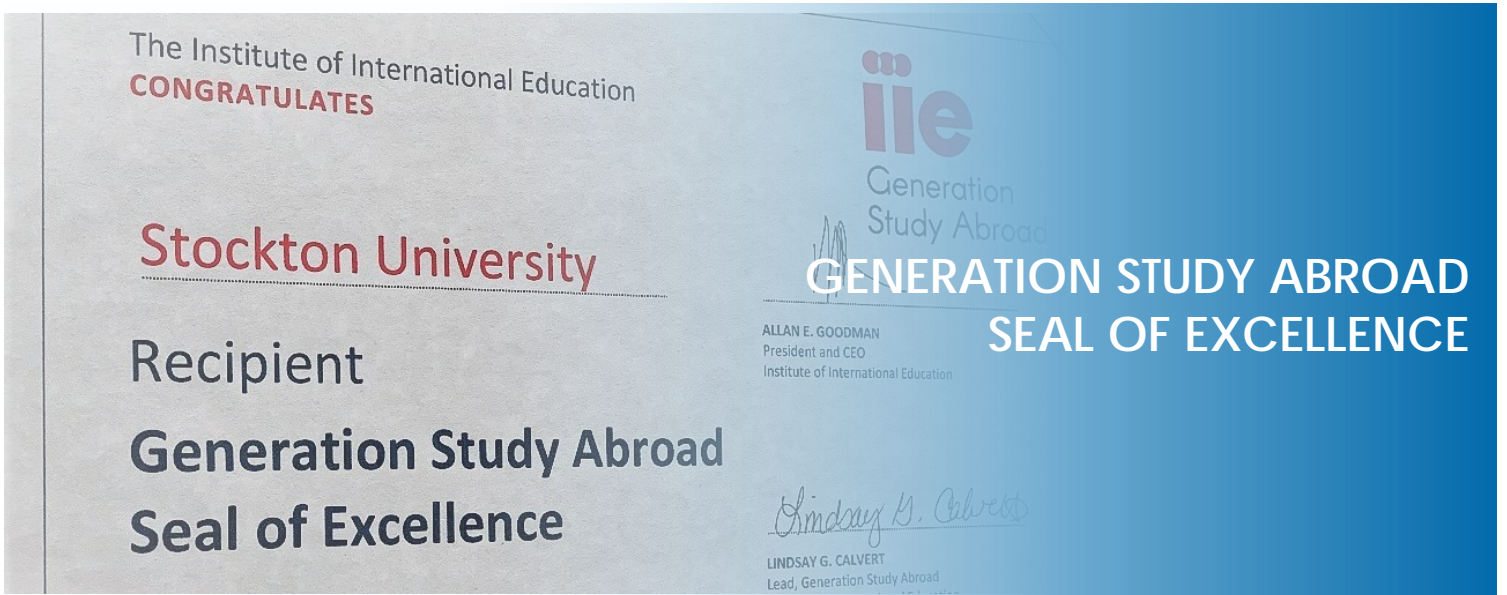 The Institute of International Education
CONGRATULATES
Stockton University
Recipient
Generation Study Abroad
Seal of Excellence
iie
Generation
Study Abroad
ALLAN E. GOODMAN
President and CEO
Institute of International Education
Lindsay G. Calvert
LINDSAY G. CALVERT
Lead, Generation Study Abroad
GENERATION STUDY ABROAD
SEAL OF EXCELLENCE